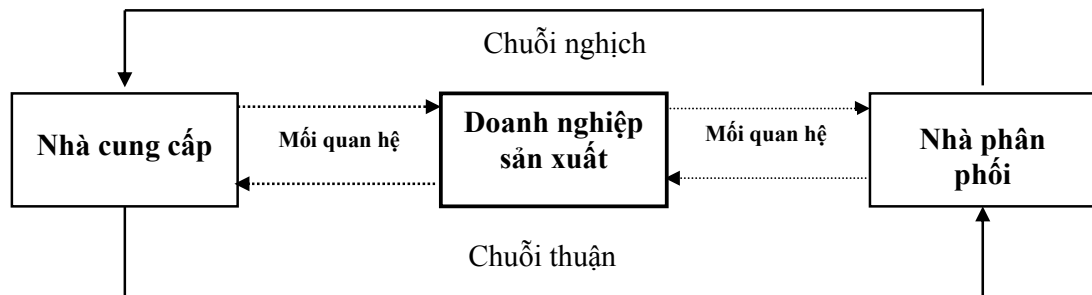 Chuỗi nghịch
Nhà cung cấp
Mối quan hệ
Doanh nghiệp
sản xuất
Mối quan hệ
Nhà phân
phối
Chuỗi thuận